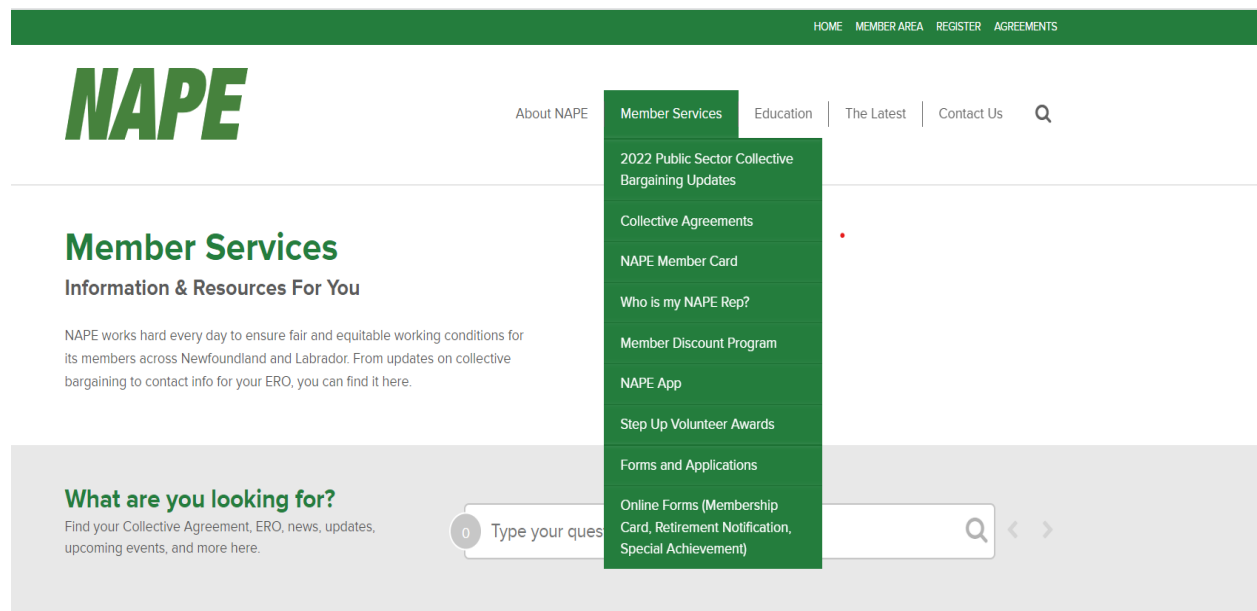 HOME MEMBER AREA REGISTER AGREEMENTS
NAPE
About NAPE Member Services Education The Latest Contact Us
2022 Public Sector Collective
Bargaining Updates
Collective Agreements
NAPE Member Card
Who is my NAPE Rep?
Member Discount Program
NAPE App
Step Up Volunteer Awards
Forms and Applications
Online Forms (Membership
Card, Retirement Notification,
Special Achievement)
Member Services
Information & Resources For You
NAPE works hard every day to ensure fair and equitable working conditions for
its members across Newfoundland and Labrador. From updates on collective
bargaining to contact info for your ERO, you can find it here.
What are you looking for?
Find your Collective Agreement, ERO, news, updates,
upcoming events, and more here.
0 Type your ques